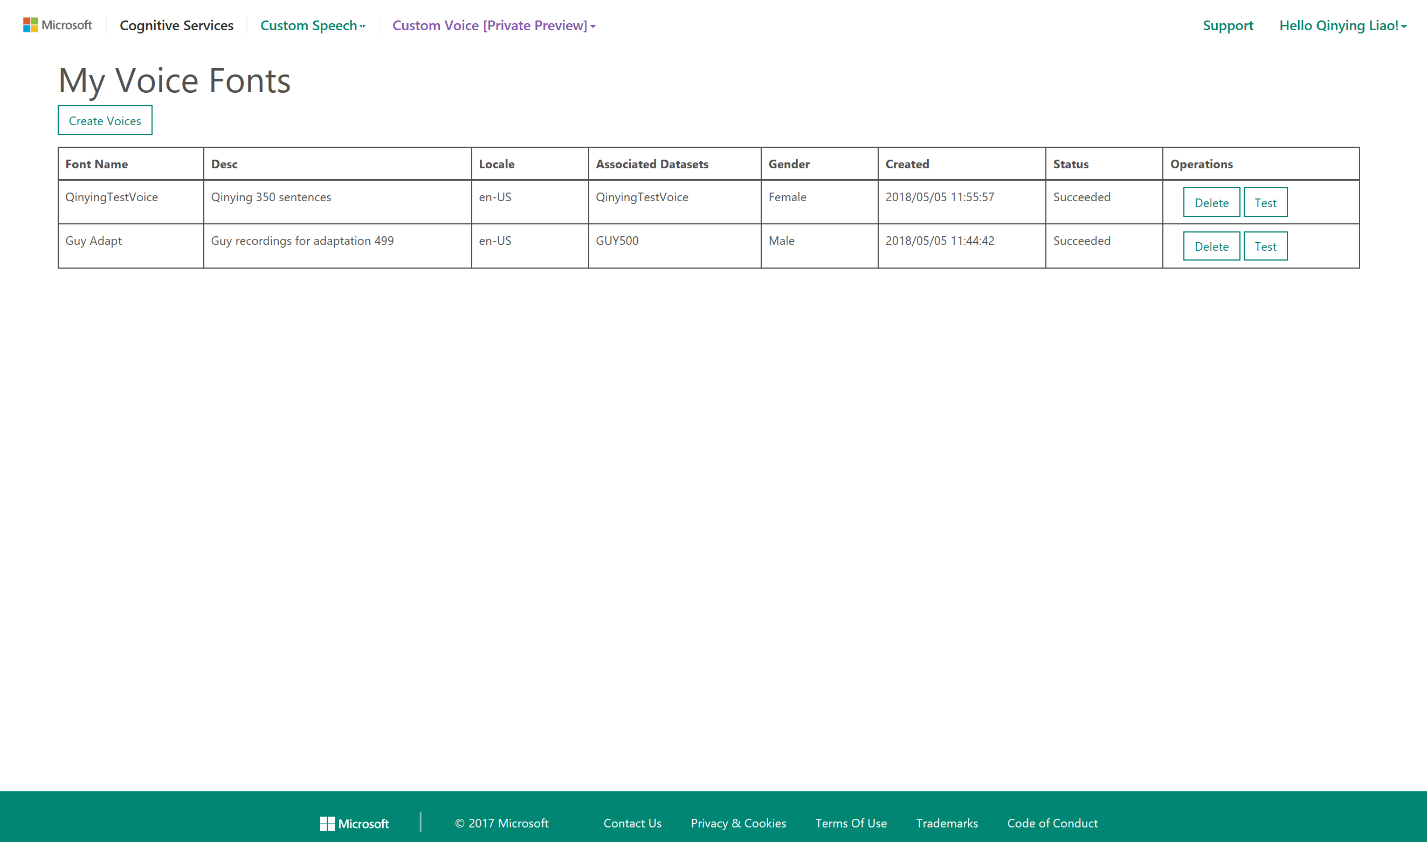 Microsoft Cognitive Services Custom Speech Custom Voice [Private Preview] Support Hello Qinying Liao!
My Voice Fonts
Create Voices
Font Name Desc Locale Associated Datasets Gender Created Status Operations
QinyingTestVoice Qinying 350 sentences en-US QinyingTestVoice Female 2018/05/05 11:55:57 Succeeded Delete Test
Guy Adapt Guy recordings for adaptation 499 en-US GUY500 Male 2018/05/05 11:44:42 Succeeded Delete Test
Microsoft © 2017 Microsoft Contact Us Privacy & Cookies Terms Of Use Trademarks Code of Conduct